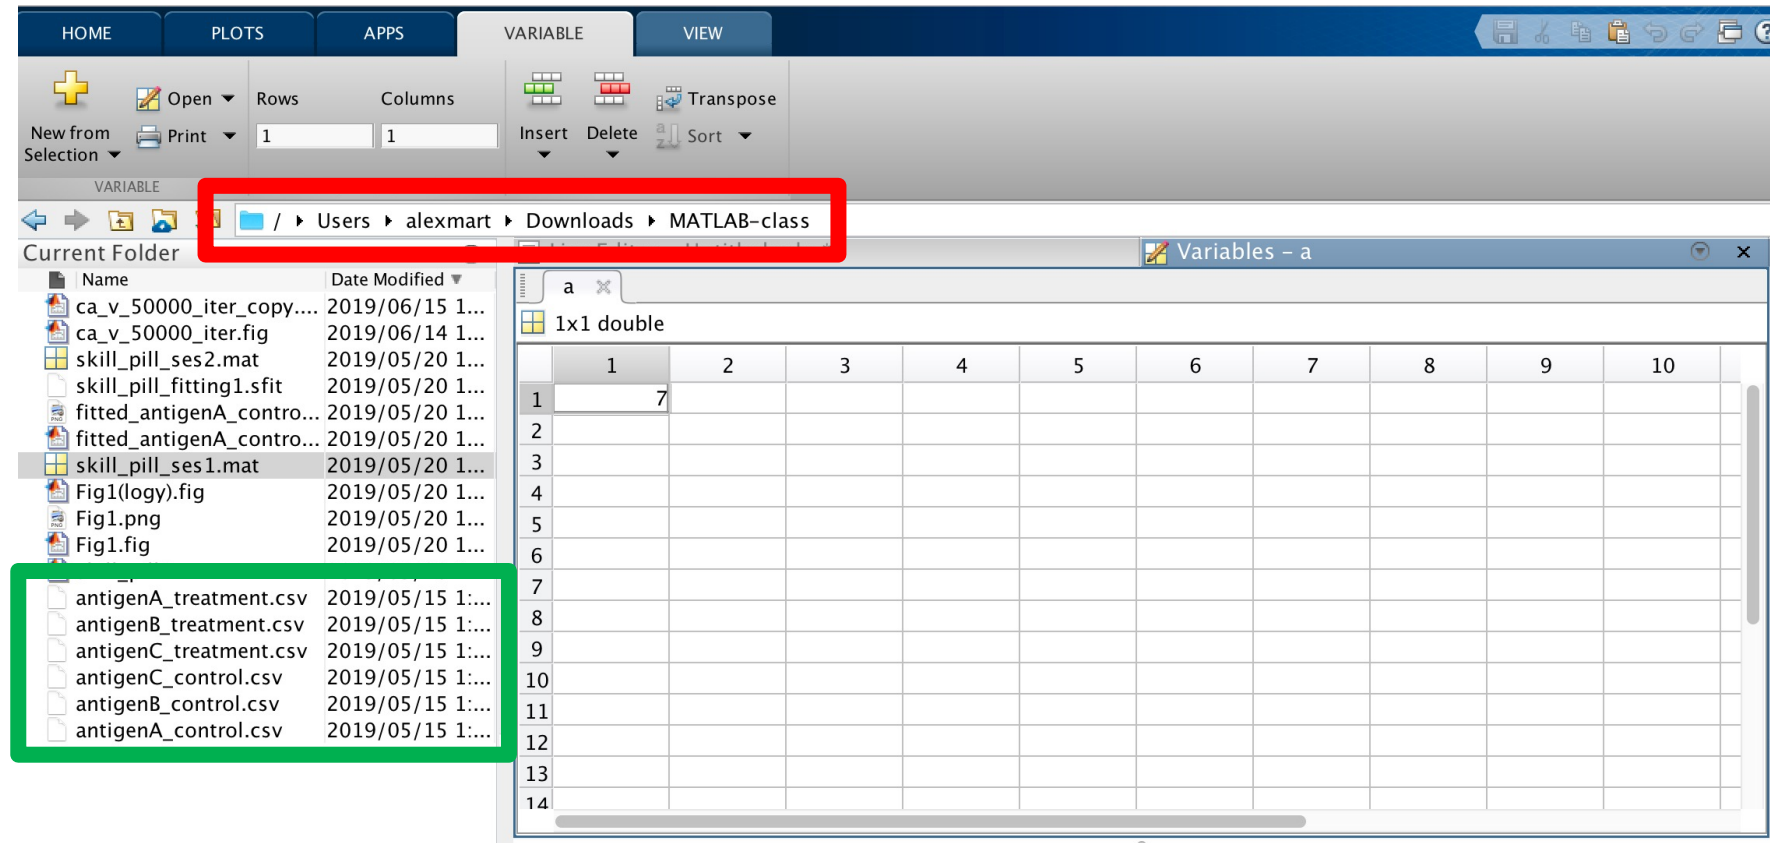 HOME PLOTS APPS VARIABLE VIEW
Open Rows Columns Transpose
New from Selection Print 1 1 Insert Delete Sort
VARIABLE
/ Users alexmart Downloads MATLAB-class
Current Folder
Variables - a
Name Date Modified
ca_v_50000_iter_copy.... 2019/06/15 1...
ca_v_50000_iter.fig 2019/06/14 1...
skill_pill_ses2.mat 2019/05/20 1...
skill_pill_fitting1.sfit 2019/05/20 1...
fitted_antigenA_contro... 2019/05/20 1...
fitted_antigenA_contro... 2019/05/20 1...
skill_pill_ses1.mat 2019/05/20 1...
Fig1(logy).fig 2019/05/20 1...
Fig1.png 2019/05/20 1...
Fig1.fig 2019/05/20 1...
antigenA_treatment.csv 2019/05/15 1:...
antigenB_treatment.csv 2019/05/15 1:...
antigenC_treatment.csv 2019/05/15 1:...
antigenC_control.csv 2019/05/15 1:...
antigenB_control.csv 2019/05/15 1:...
antigenA_control.csv 2019/05/15 1:...
a
1x1 double
1 2 3 4 5 6 7 8 9 10
1 7
2
3
4
5
6
7
8
9
10
11
12
13
14